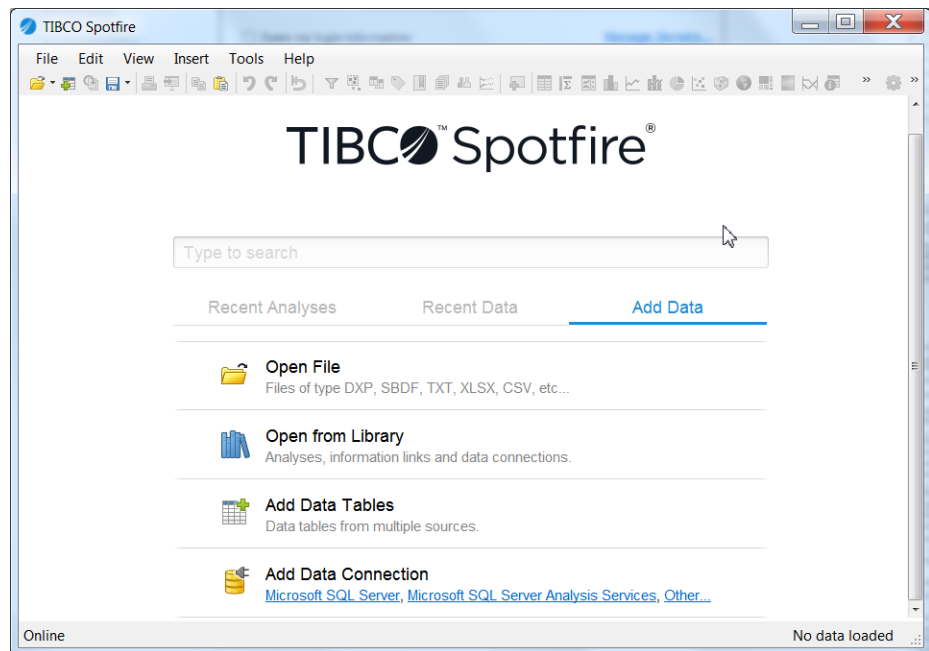 TIBCO Spotfire
File Edit View Insert Tools Help
TIBCO™ Spotfire®
Type to search
Recent Analyses Recent Data Add Data
Open File
Files of type DXP, SBDF, TXT, XLSX, CSV, etc...
Open from Library
Analyses, information links and data connections.
Add Data Tables
Data tables from multiple sources.
Add Data Connection
Microsoft SQL Server, Microsoft SQL Server Analysis Services, Other...
Online No data loaded